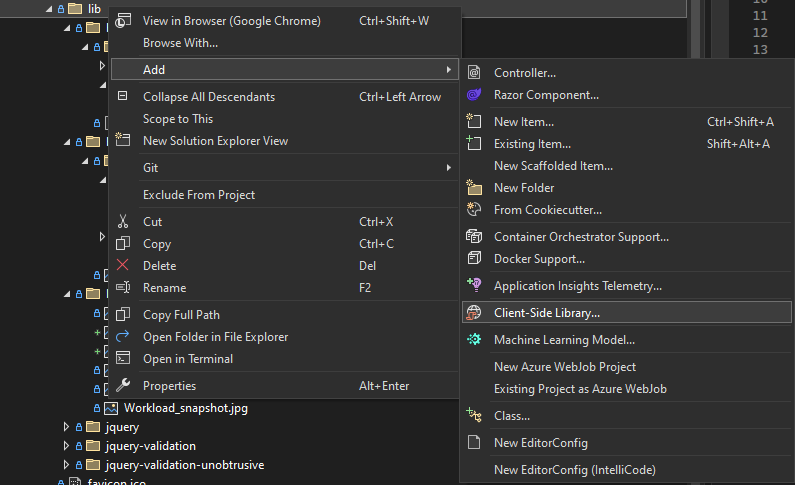 lib
10
11
12
13
View in Browser (Google Chrome) Ctrl+Shift+W
Browse With...
Add
Collapse All Descendants Ctrl+Left Arrow
Scope to This
New Solution Explorer View
Git
Exclude From Project
Cut Ctrl+X
Copy Ctrl+C
Delete Del
Rename F2
Copy Full Path
Open Folder in File Explorer
Open in Terminal
Properties Alt+Enter
Controller...
Razor Component...
New Item... Ctrl+Shift+A
Existing Item... Shift+Alt+A
New Scaffolded Item...
New Folder
From Cookiecutter...
Container Orchestrator Support...
Docker Support...
Application Insights Telemetry...
Client-Side Library...
Machine Learning Model...
New Azure WebJob Project
Existing Project as Azure WebJob
Class...
New EditorConfig
New EditorConfig (IntelliCode)
Workload_snapshot.jpg
jquery
jquery-validation
jquery-validation-unobtrusive
favicon.ico